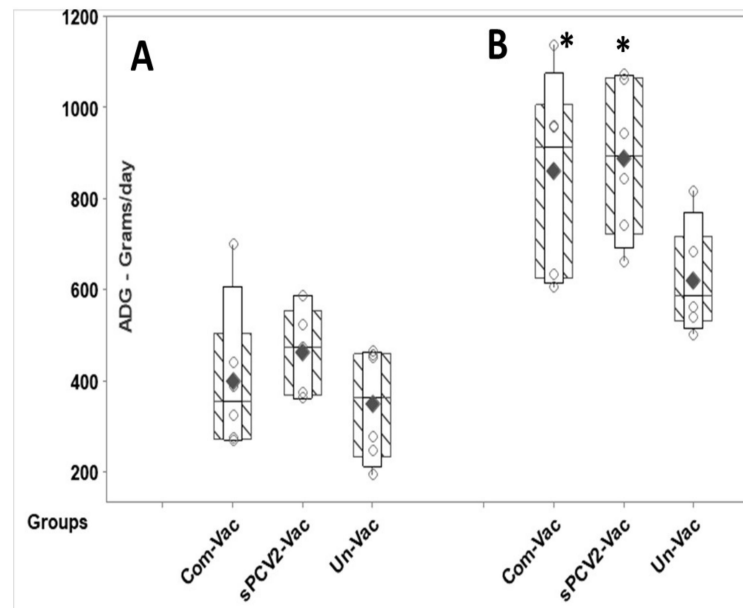 1200
A
B
*
*
1000
ADG - Grams/day
800
600
400
200
Groups
Com-Vac
sPCV2-Vac
Un-Vac
Com-Vac
sPCV2-Vac
Un-Vac